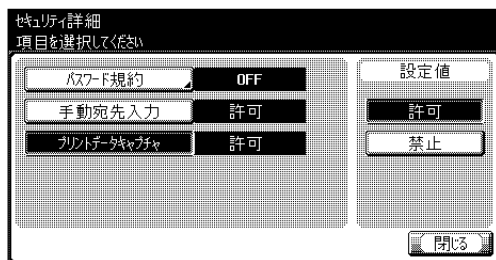 セキュリティ詳細
項目を選択してください
パスワード規約 OFF
手動宛先入力 許可
プリントデータキャプチャ 許可
設定値
許可
禁止
閉じる